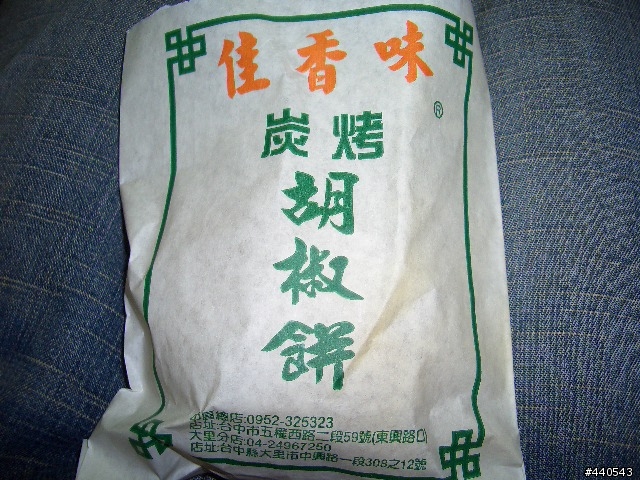 味香佳
®
炭烤
胡
椒
餅
總店:0952-325323
店址:台中市五權西路二段59號(東興路口)
大里分店:04-24967250
店址:台中縣大里市中興路一段308之12號
#440543